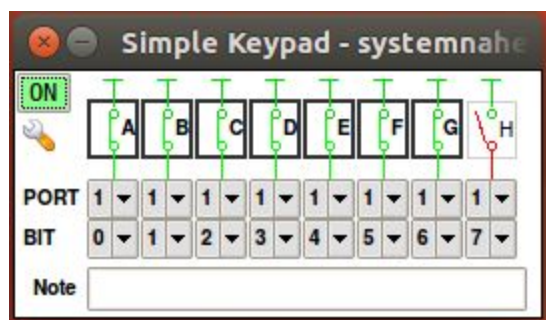 Simple Keypad - systemnahe
ON
A B C D E F G H
PORT 1 1 1 1 1 1 1 1
BIT 0 1 2 3 4 5 6 7
Note